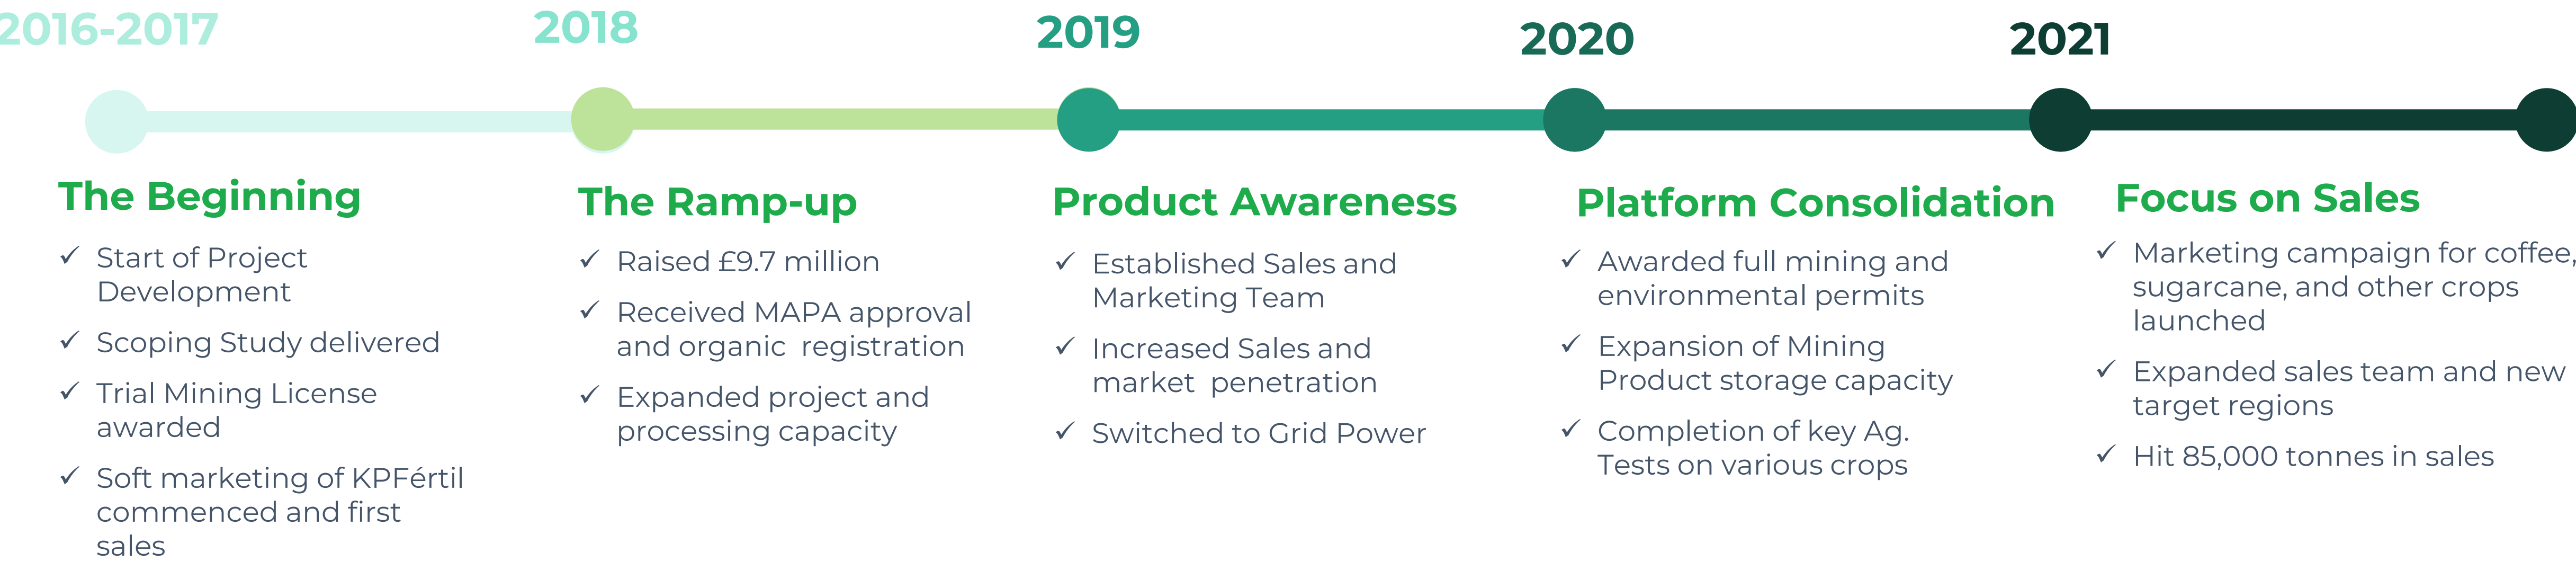 2016-2017
2018
2019
2020
2021
The Beginning
✓ Start of Project
Development
✓ Scoping Study delivered
✓ Trial Mining License
awarded
✓ Soft marketing of KPFértil
commenced and first
sales
The Ramp-up
✓ Raised £9.7 million
✓ Received MAPA approval
and organic registration
✓ Expanded project and
processing capacity
Product Awareness
✓ Established Sales and
Marketing Team
✓ Increased Sales and
market penetration
✓ Switched to Grid Power
Platform Consolidation
✓ Awarded full mining and
environmental permits
✓ Expansion of Mining
Product storage capacity
✓ Completion of key Ag.
Tests on various crops
Focus on Sales
✓ Marketing campaign for coffee,
sugarcane, and other crops
launched
✓ Expanded sales team and new
target regions
✓ Hit 85,000 tonnes in sales